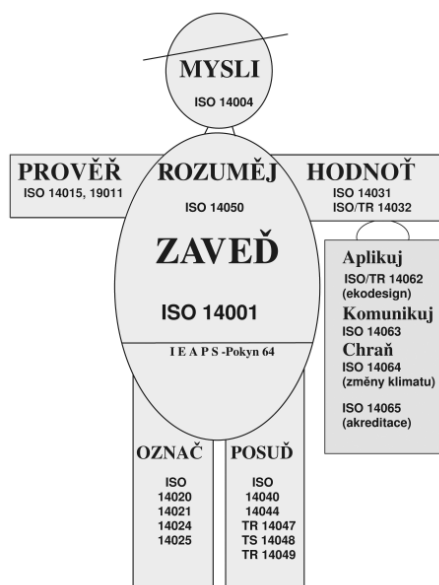 MYSLI
ISO 14004
PROVĚŘ
ISO 14015, 19011
ROZUMĚJ
ISO 14050
HODNOŤ
ISO 14031
ISO/TR 14032
ZAVEĎ
ISO 14001
I E A P S -Pokyn 64
Aplikuj
ISO/TR 14062
(ekodesign)
Komunikuj
ISO 14063
Chraň
ISO 14064
(změny klimatu)
ISO 14065
(akreditace)
OZNAČ
ISO
14020
14021
14024
14025
POSUĎ
ISO
14040
14044
TR 14047
TS 14048
TR 14049